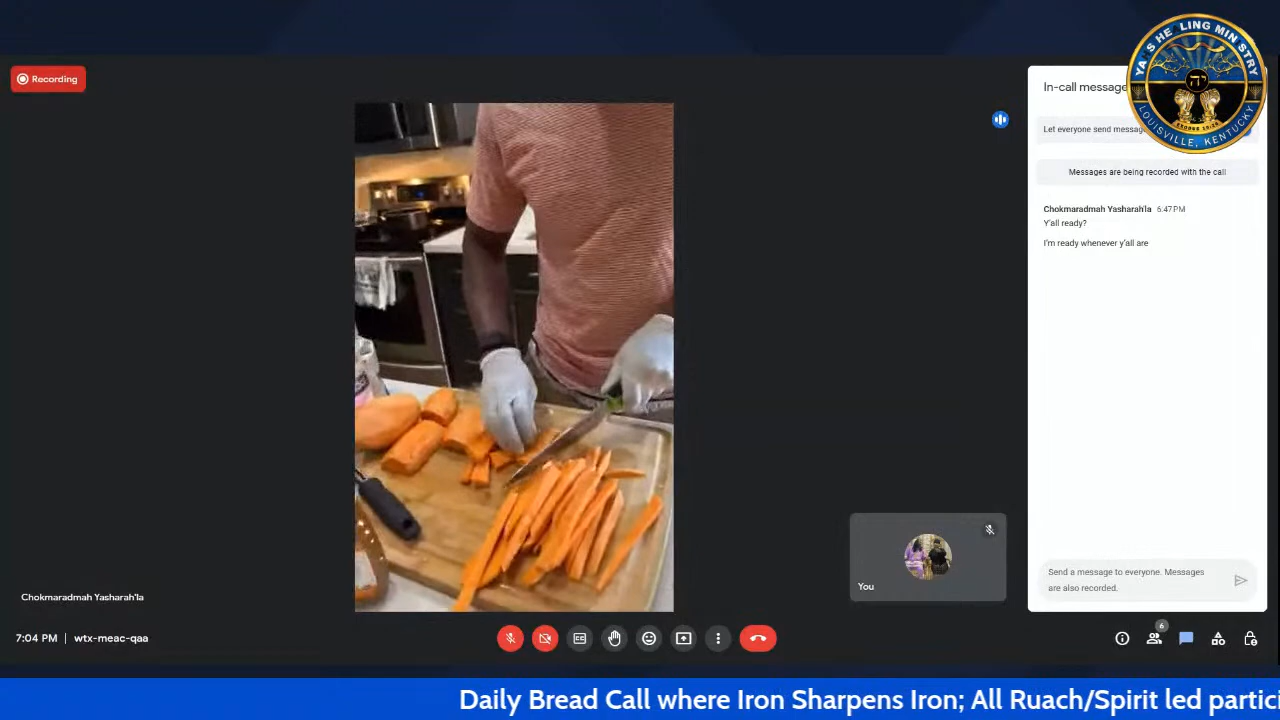 Recording
In-call message
Let everyone send messag
Messages are being recorded with the call
Chokmaradmah Yasharah'la 6:47PM
Y'all ready?
I'm ready whenever y'all are
You
Send a message to everyone. Messages
are also recorded.
Chokmaradmah Yasharah'la
7:04 PM | wtx-meac-qaa
6
Daily Bread Call where Iron Sharpens Iron; All Ruach/Spirit led partici
LOUISVILLE, KENTUCKY